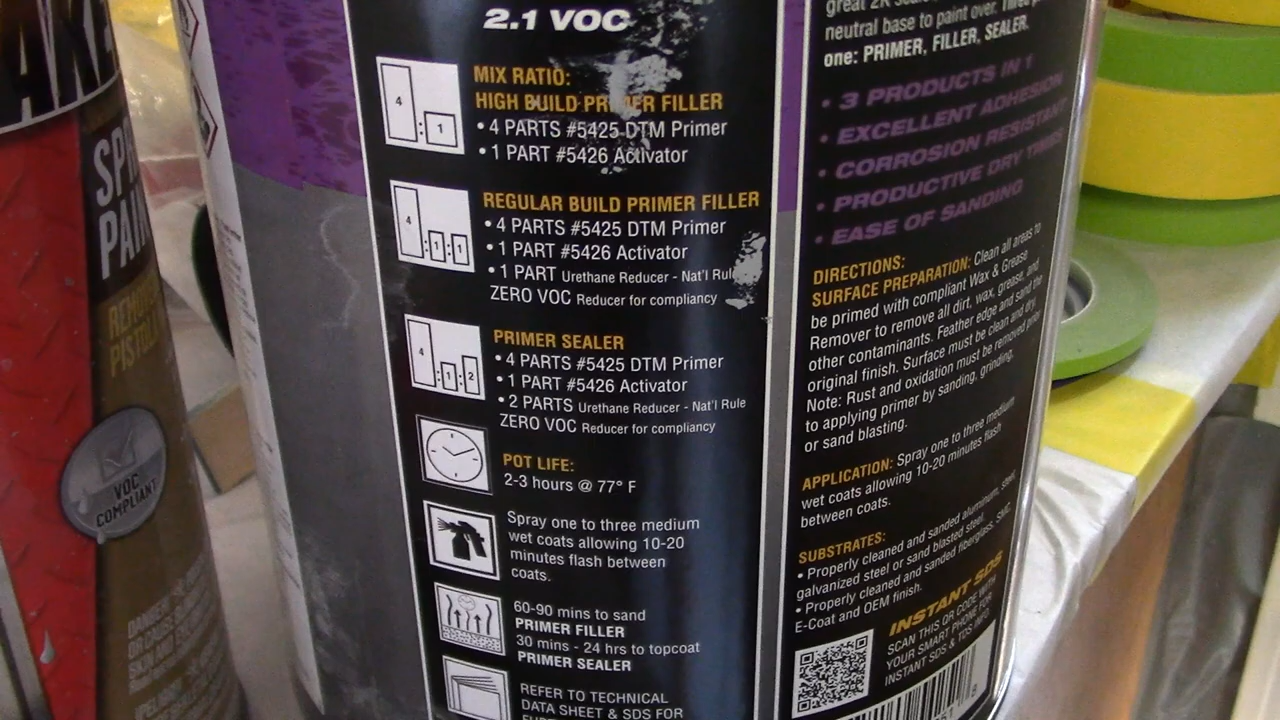 2.1 VOC
MIX RATIO:
HIGH BUILD PRIMER FILLER
• 4 PARTS #5425 DTM Primer
• 1 PART #5426 Activator
4
:
1
REGULAR BUILD PRIMER FILLER
• 4 PARTS #5425 DTM Primer
• 1 PART #5426 Activator
• 1 PART Urethane Reducer - Nat'l Rule
ZERO VOC Reducer for compliancy
4
:1:1
PRIMER SEALER
• 4 PARTS #5425 DTM Primer
• 1 PART #5426 Activator
• 2 PARTS Urethane Reducer - Nat'l Rule
ZERO VOC Reducer for compliancy
4
:1:2
POT LIFE:
2-3 hours @ 77° F
Spray one to three medium
wet coats allowing 10-20
minutes flash between
coats.
60-90 mins to sand
PRIMER FILLER
30 mins - 24 hrs to topcoat
PRIMER SEALER
REFER TO TECHNICAL
DATA SHEET & SDS FOR
great 2K
neutral base to paint over.
one: PRIMER, FILLER, SEALER.
• 3 PRODUCTS IN 1
• EXCELLENT ADHESION
• CORROSION RESISTANT
• PRODUCTIVE DRY TIMES
• EASE OF SANDING
DIRECTIONS:
SURFACE PREPARATION: Clean all areas to
be primed with compliant Wax & Grease
Remover to remove all dirt, wax, grease, and
other contaminants. Feather edge and sand the
original finish. Surface must be clean and dry.
Note: Rust and oxidation must be removed prior
to applying primer by sanding, grinding,
or sand blasting.
APPLICATION: Spray one to three medium
wet coats allowing 10-20 minutes flash
between coats.
SUBSTRATES:
• Properly cleaned and sanded aluminum, steel,
galvanized steel or sand blasted steel
• Properly cleaned and sanded fiberglass, SMC,
E-Coat and OEM finish.
INSTANT SDS
SCAN THIS QR CODE WITH
YOUR SMART PHONE FOR
INSTANT SDS & TDS INFO
VOC
COMPLIANT